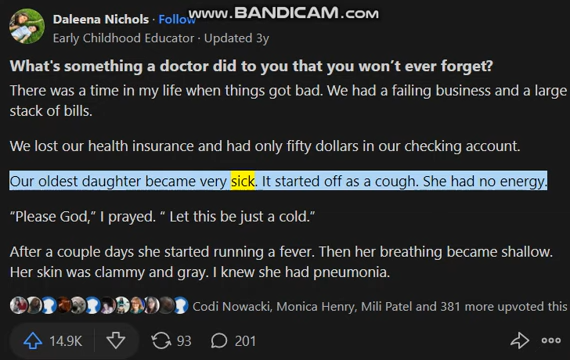 www.BANDICAM.com
Daleena Nichols · Follow
Early Childhood Educator · Updated 3y
What's something a doctor did to you that you won't ever forget?
There was a time in my life when things got bad. We had a failing business and a large
stack of bills.
We lost our health insurance and had only fifty dollars in our checking account.
Our oldest daughter became very sick. It started off as a cough. She had no energy.
“Please God,” I prayed. “ Let this be just a cold.”
After a couple days she started running a fever. Then her breathing became shallow.
Her skin was clammy and gray. I knew she had pneumonia.
Codi Nowacki, Monica Henry, Mili Patel and 381 more upvoted this
14.9K 93 201